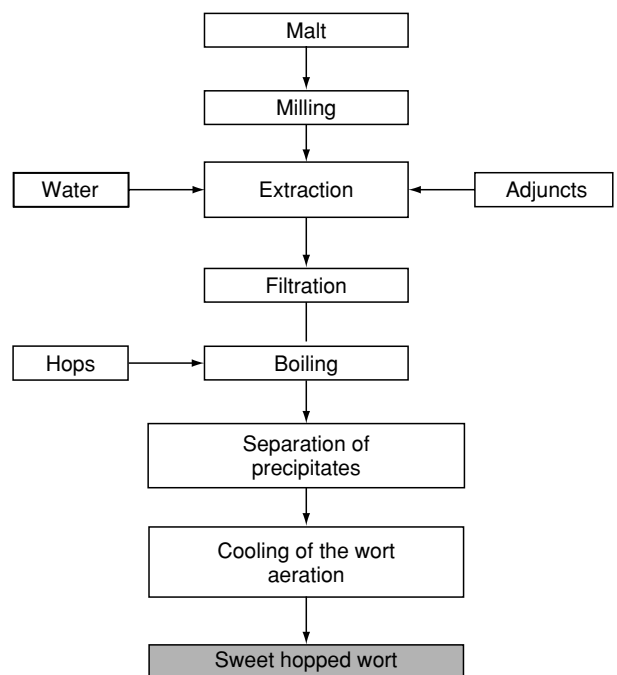 Malt
Milling
Water
Extraction
Adjuncts
Filtration
Hops
Boiling
Separation of
precipitates
Cooling of the wort
aeration
Sweet hopped wort